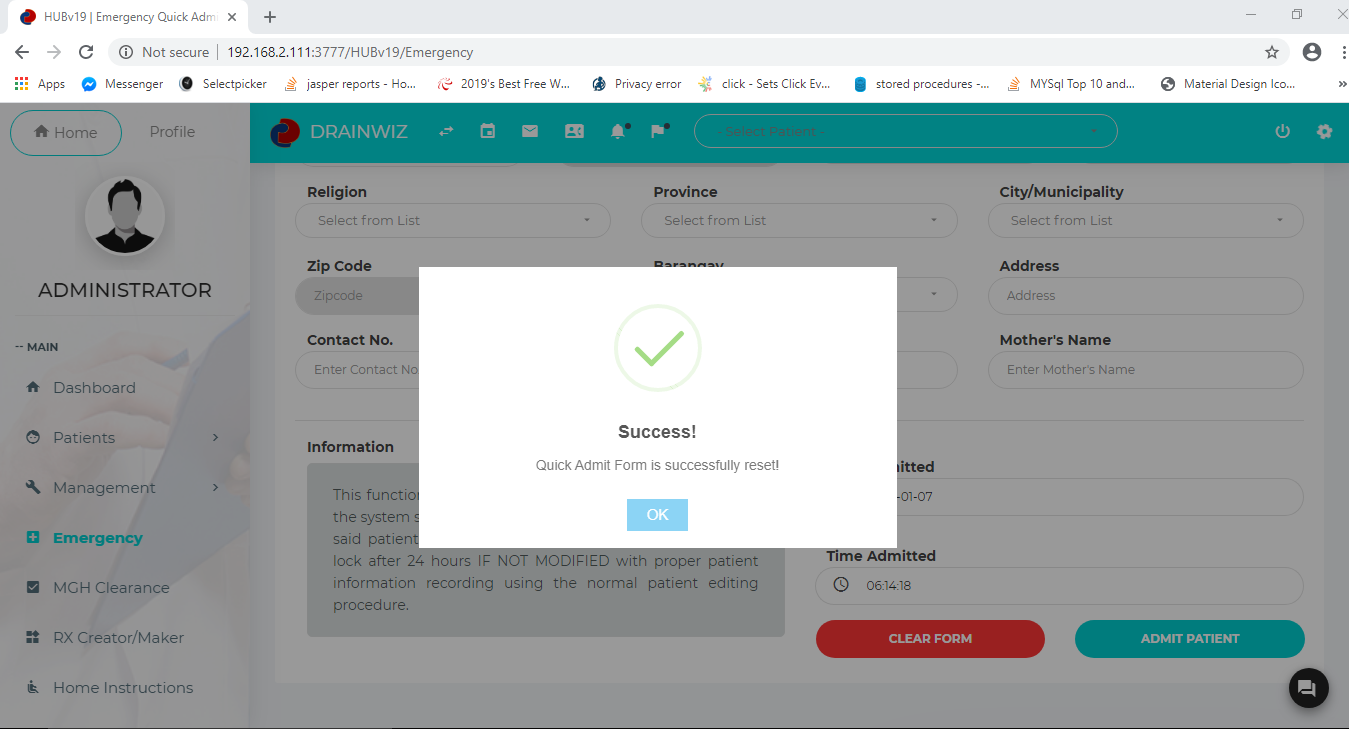 HUBv19 | Emergency Quick Adm
Not secure | 192.168.2.111:3777/HUBv19/Emergency
Apps Messenger Selectpicker jasper reports - Ho... 2019's Best Free W... Privacy error click - Sets Click Ev... stored procedures -... MYSql Top 10 and... Material Design Ico... »
Home Profile
DRAINWIZ
- Select Patient -
ADMINISTRATOR
-- MAIN
Dashboard
Patients
Management
Emergency
MGH Clearance
RX Creator/Maker
Home Instructions
Religion Province City/Municipality
Select from List Select from List Select from List
Zip Code Barangay Address
Zipcode Address
Contact No. Mother's Name
Enter Contact No Enter Mother's Name
Success!
Quick Admit Form is successfully reset!
OK
Information
This function
the system s
said patient
lock after 24 hours IF NOT MODIFIED with proper patient
information recording using the normal patient editing
procedure.
mitted
-01-07
Time Admitted
06:14:18
CLEAR FORM ADMIT PATIENT